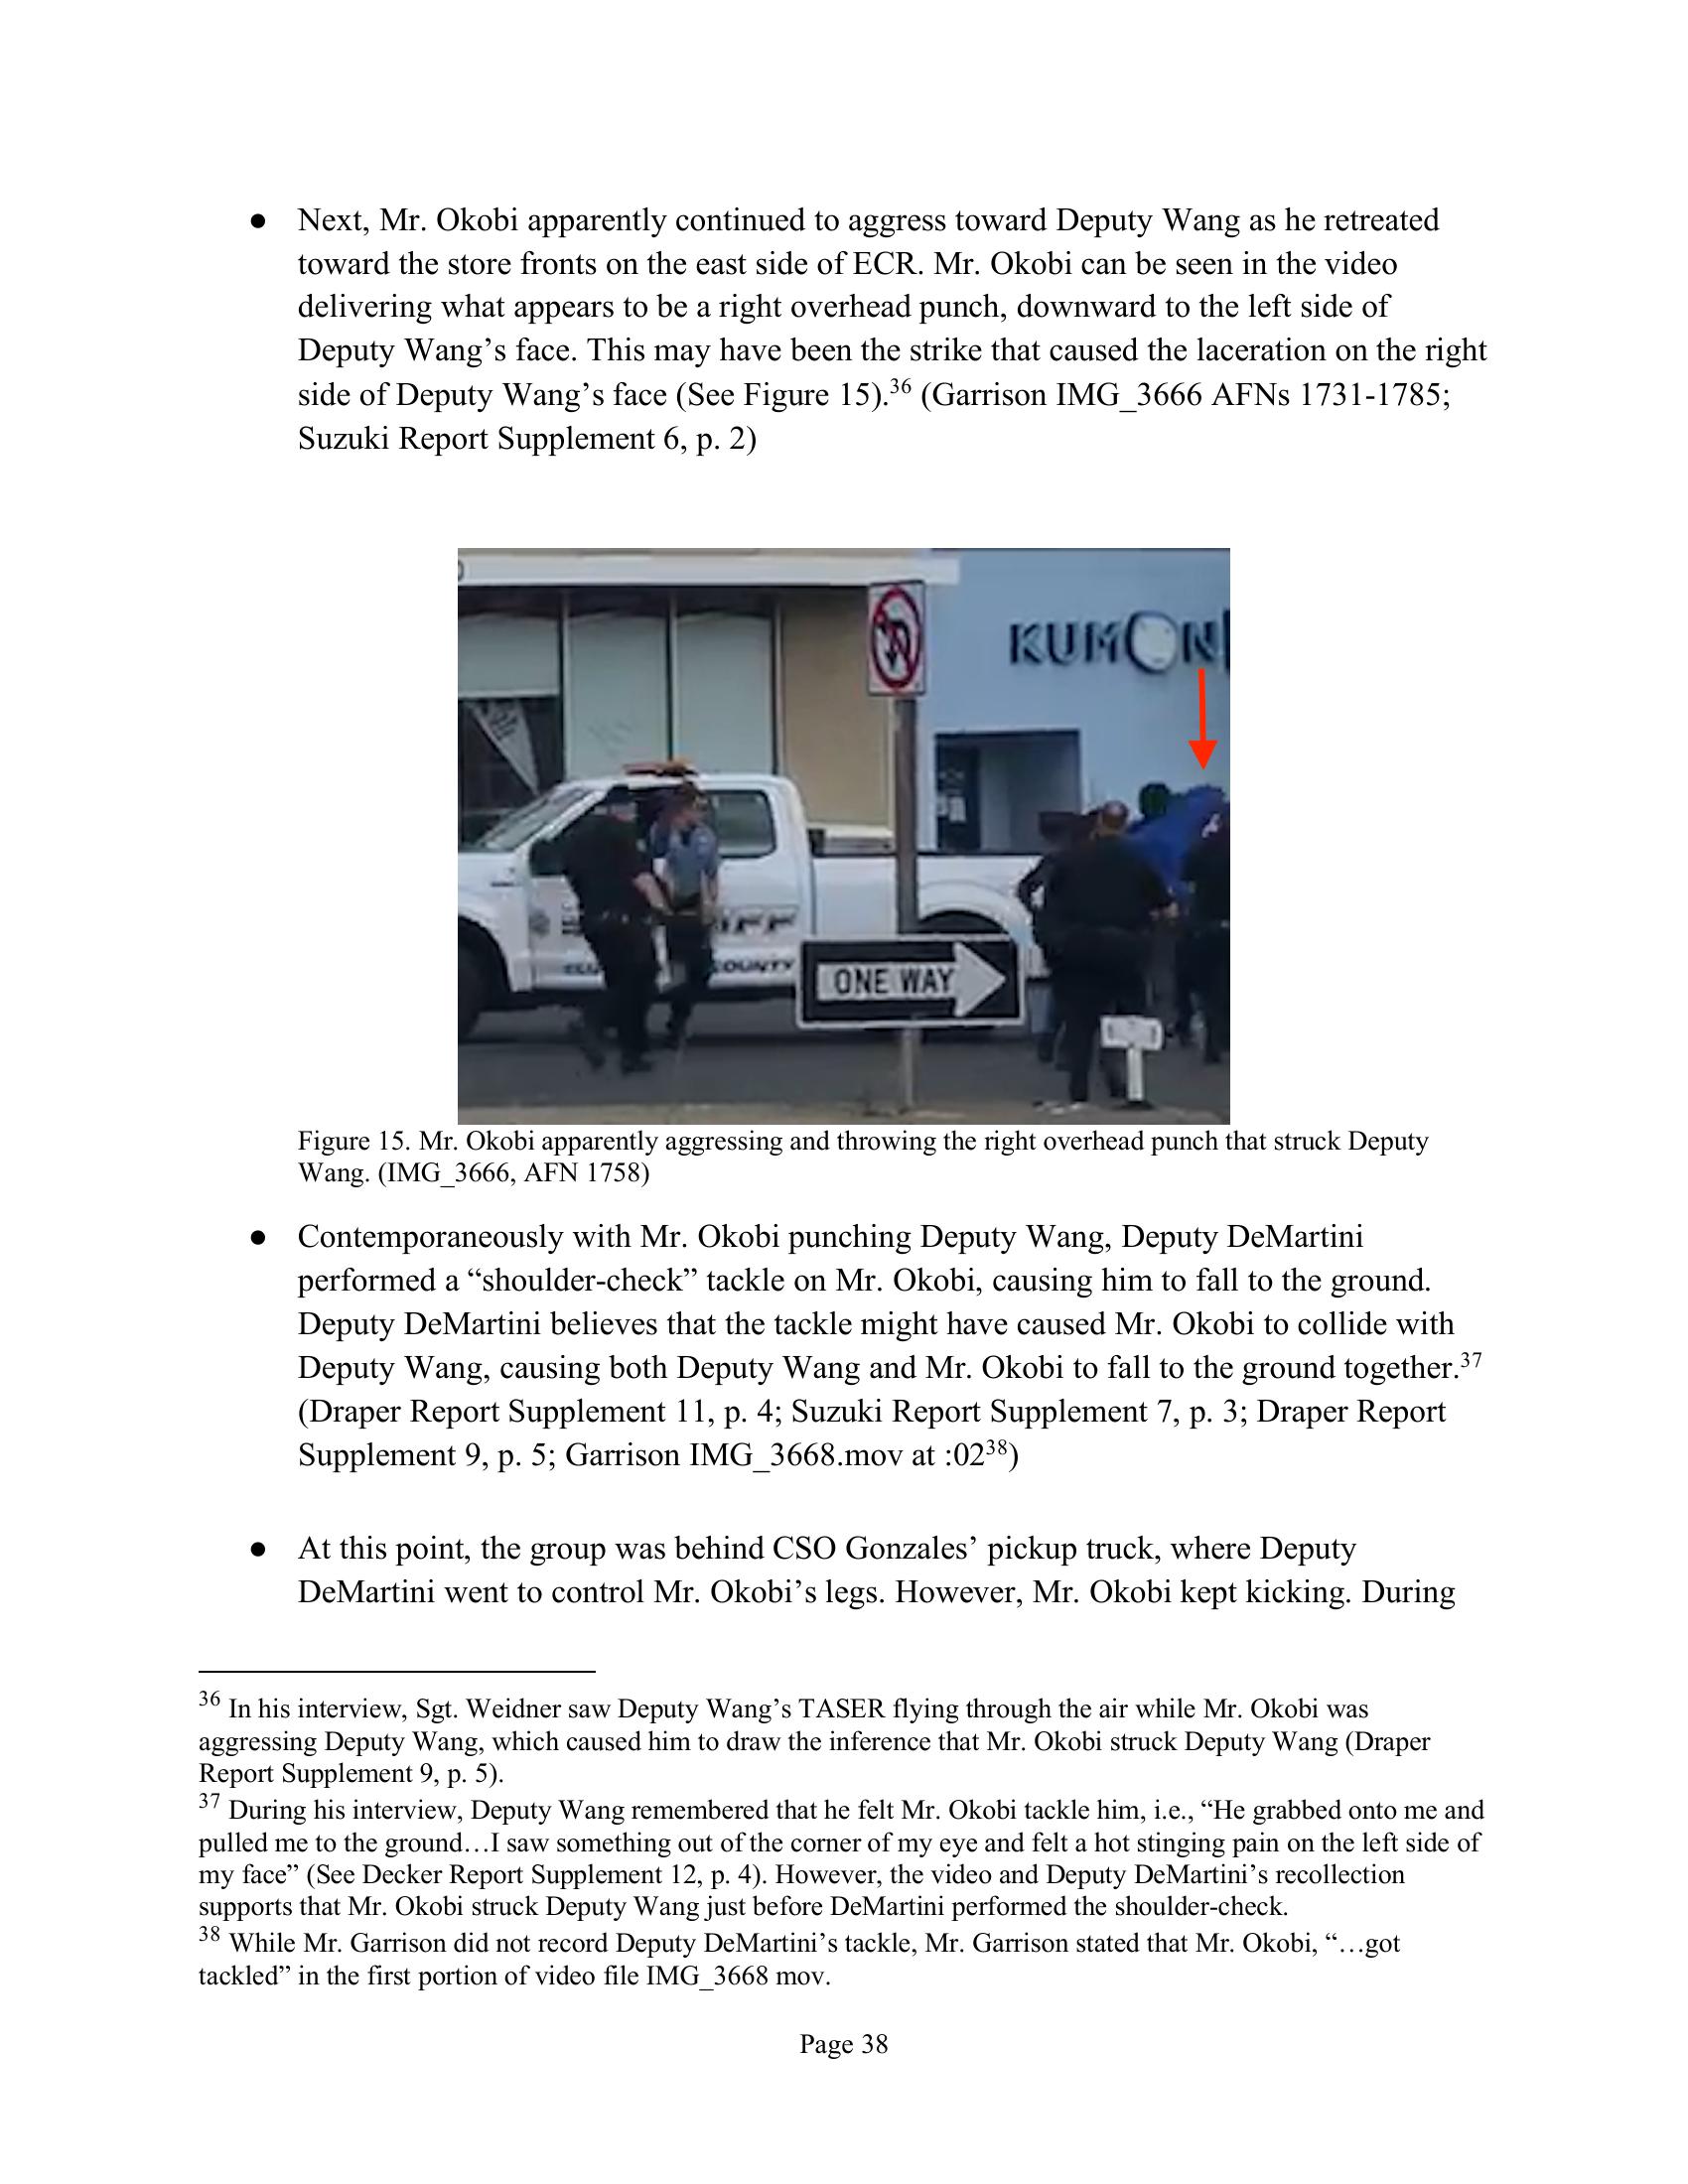 ● Next, Mr. Okobi apparently continued to aggress toward Deputy Wang as he retreated
toward the store fronts on the east side of ECR. Mr. Okobi can be seen in the video
delivering what appears to be a right overhead punch, downward to the left side of
Deputy Wang’s face. This may have been the strike that caused the laceration on the right
side of Deputy Wang’s face (See Figure 15).36 (Garrison IMG_3666 AFNs 1731-1785;
Suzuki Report Supplement 6, p. 2)
KUMON
COUNTY
ONE WAY
Figure 15. Mr. Okobi apparently aggressing and throwing the right overhead punch that struck Deputy
Wang. (IMG_3666, AFN 1758)
● Contemporaneously with Mr. Okobi punching Deputy Wang, Deputy DeMartini
performed a “shoulder-check” tackle on Mr. Okobi, causing him to fall to the ground.
Deputy DeMartini believes that the tackle might have caused Mr. Okobi to collide with
Deputy Wang, causing both Deputy Wang and Mr. Okobi to fall to the ground together.37
(Draper Report Supplement 11, p. 4; Suzuki Report Supplement 7, p. 3; Draper Report
Supplement 9, p. 5; Garrison IMG_3668.mov at :0238)
● At this point, the group was behind CSO Gonzales’ pickup truck, where Deputy
DeMartini went to control Mr. Okobi’s legs. However, Mr. Okobi kept kicking. During
36 In his interview, Sgt. Weidner saw Deputy Wang’s TASER flying through the air while Mr. Okobi was
aggressing Deputy Wang, which caused him to draw the inference that Mr. Okobi struck Deputy Wang (Draper
Report Supplement 9, p. 5).
37 During his interview, Deputy Wang remembered that he felt Mr. Okobi tackle him, i.e., “He grabbed onto me and
pulled me to the ground…I saw something out of the corner of my eye and felt a hot stinging pain on the left side of
my face” (See Decker Report Supplement 12, p. 4). However, the video and Deputy DeMartini’s recollection
supports that Mr. Okobi struck Deputy Wang just before DeMartini performed the shoulder-check.
38 While Mr. Garrison did not record Deputy DeMartini’s tackle, Mr. Garrison stated that Mr. Okobi, “…got
tackled” in the first portion of video file IMG_3668 mov.
Page 38